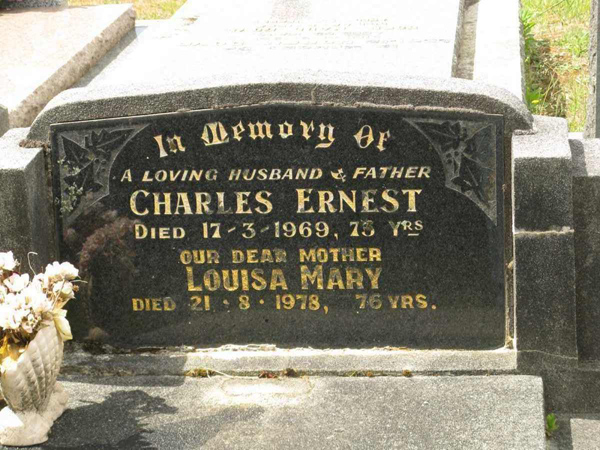 In Memory Of
A LOVING HUSBAND & FATHER
CHARLES ERNEST
DIED 17-3-1969, 75 YRS
OUR DEAR MOTHER
LOUISA MARY
DIED 21-8-1978, 76 YRS.